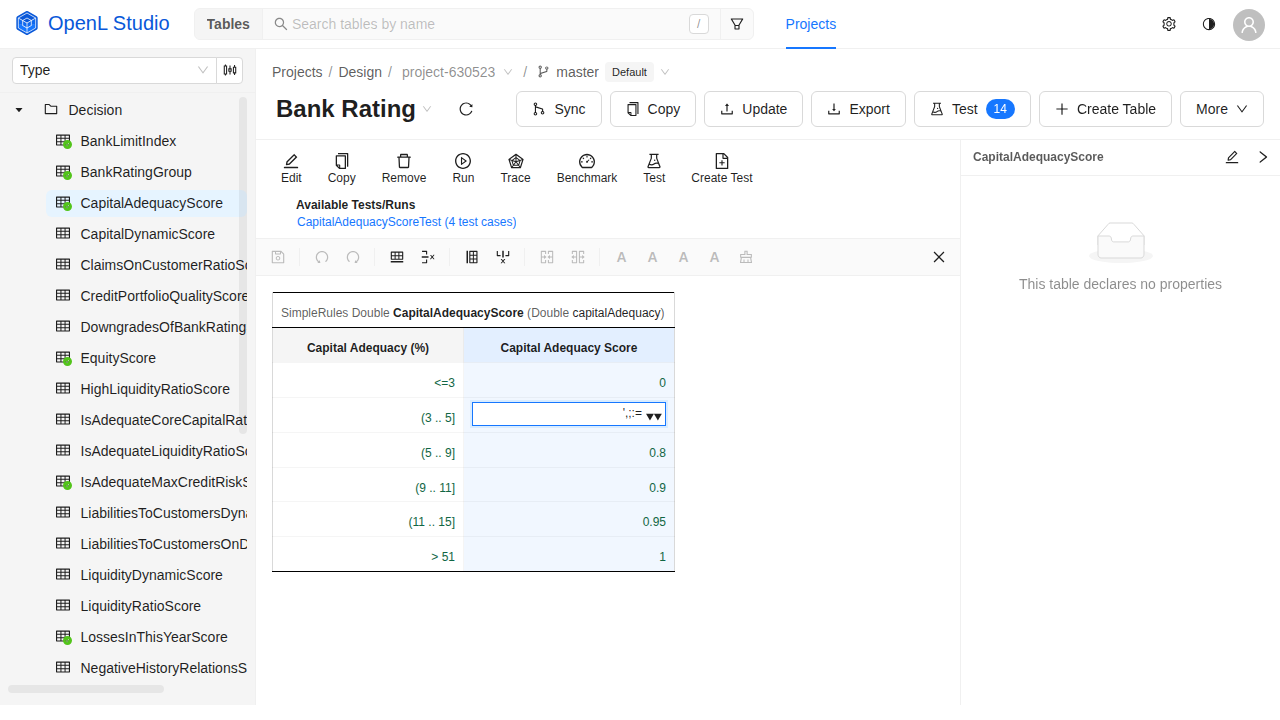 OpenL Studio
Tables
Search tables by name
/
Projects
Type
Decision
BankLimitIndex
BankRatingGroup
CapitalAdequacyScore
CapitalDynamicScore
ClaimsOnCustomerRatioSc
CreditPortfolioQualityScore
DowngradesOfBankRating
EquityScore
HighLiquidityRatioScore
IsAdequateCoreCapitalRat
IsAdequateLiquidityRatioSc
IsAdequateMaxCreditRiskS
LiabilitiesToCustomersDyna
LiabilitiesToCustomersOnD
LiquidityDynamicScore
LiquidityRatioScore
LossesInThisYearScore
NegativeHistoryRelationsS
Projects / Design / project-630523 / master Default
Bank Rating
Sync
Copy
Update
Export
Test 14
Create Table
More
Edit
Copy
Remove
Run
Trace
Benchmark
Test
Create Test
Available Tests/Runs
CapitalAdequacyScoreTest (4 test cases)
A A A A
SimpleRules Double CapitalAdequacyScore (Double capitalAdequacy)
Capital Adequacy (%) Capital Adequacy Score
<=3 0
(3 .. 5] ',;:= ▾▾
(5 .. 9] 0.8
(9 .. 11] 0.9
(11 .. 15] 0.95
> 51 1
CapitalAdequacyScore
This table declares no properties